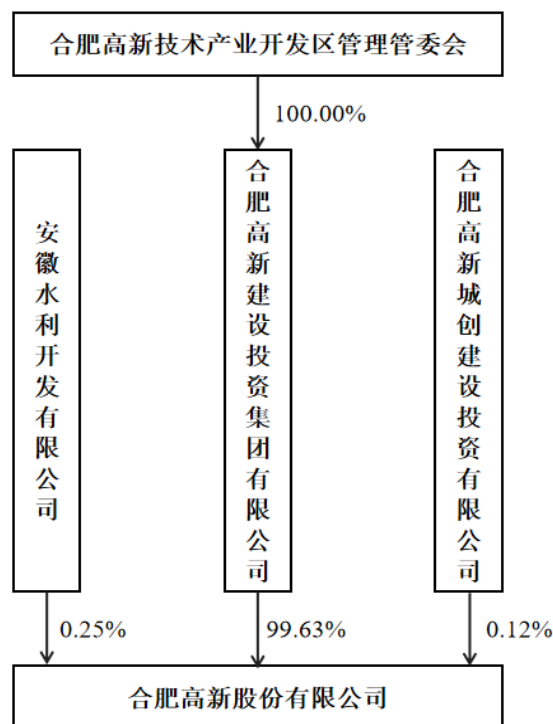 合肥高新技术产业开发区管理管委会
100.00%
安徽水利开发有限公司
合肥高新建设投资集团有限公司
合肥高新城创建设投资有限公司
0.25%
99.63%
0.12%
合肥高新股份有限公司